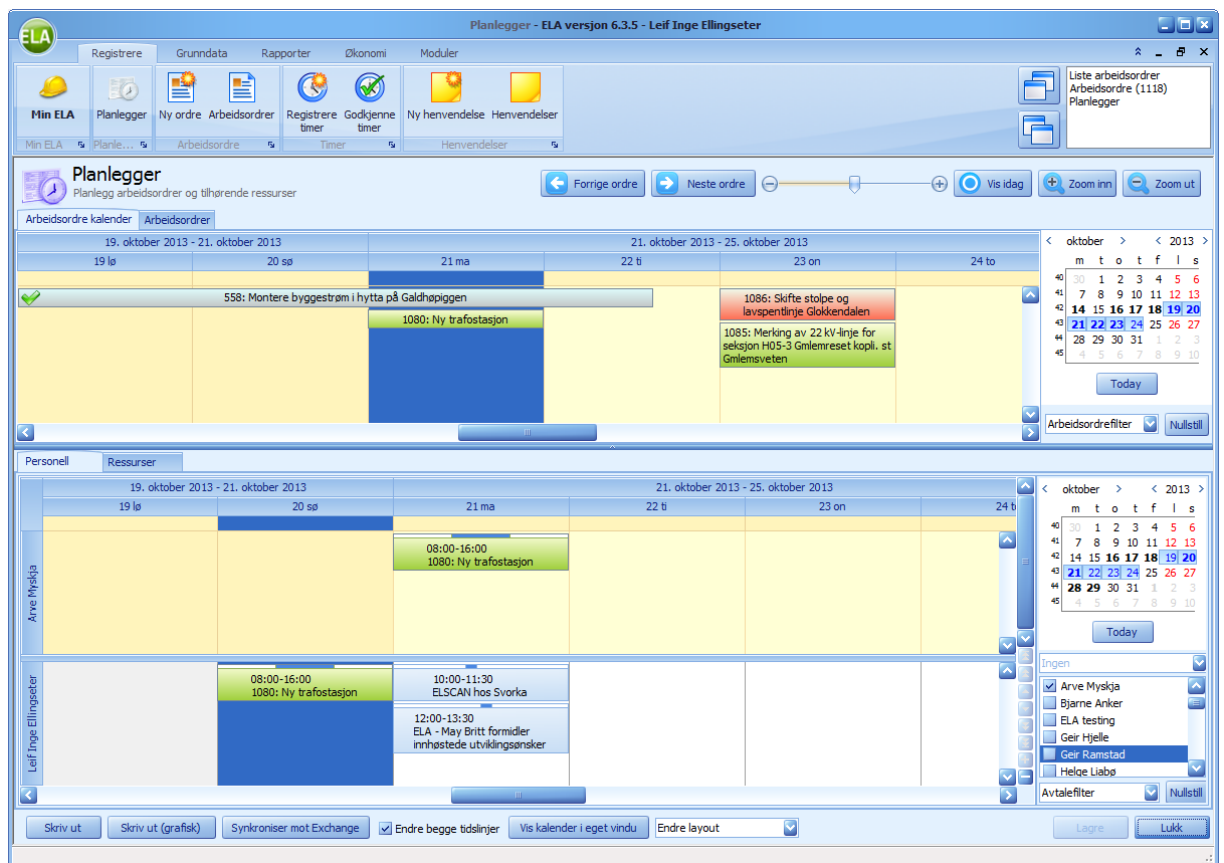 Planlegger - ELA versjon 6.3.5 - Leif Inge Ellingseter
ELA
Registrere Grunndata Rapporter Økonomi Moduler
Min ELA Planlegger Ny ordre Arbeidsordrer Registrere timer Godkjenne timer Ny henvendelse Henvendelser
Min ELA Planle... Arbeidsordre Timer Henvendelser
Liste arbeidsordrer
Arbeidsordre (1118)
Planlegger
Planlegger
Planlegg arbeidsordrer og tilhørende ressurser
Forrige ordre Neste ordre Vis idag Zoom inn Zoom ut
Arbeidsordre kalender Arbeidsordrer
19. oktober 2013 - 21. oktober 2013 21. oktober 2013 - 25. oktober 2013
19 lø 20 sø 21 ma 22 ti 23 on 24 to
558: Montere byggestrøm i hytta på Galdhøpiggen
1080: Ny trafostasjon
1086: Skifte stolpe og
lavspentlinje Glokkendalen
1085: Merking av 22 kV-linje for
seksjon H05-3 Gmlemreset kopli. st
Gmlemsveten
< oktober > < 2013 >
m t o t f l s
40 30 1 2 3 4 5 6
41 7 8 9 10 11 12 13
42 14 15 16 17 18 19 20
43 21 22 23 24 25 26 27
44 28 29 30 31 1 2 3
45 4 5 6 7 8 9 10
Today
Arbeidsordrefilter Nullstill
Personell Ressurser
19. oktober 2013 - 21. oktober 2013 21. oktober 2013 - 25. oktober 2013
19 lø 20 sø 21 ma 22 ti 23 on 24 t
Arve Myskja
08:00-16:00
1080: Ny trafostasjon
Leif Inge Ellingseter
08:00-16:00
1080: Ny trafostasjon
10:00-11:30
ELSCAN hos Svorka
12:00-13:30
ELA - May Britt formidler
innhøstede utviklingsønsker
< oktober > < 2013 >
m t o t f l s
40 30 1 2 3 4 5 6
41 7 8 9 10 11 12 13
42 14 15 16 17 18 19 20
43 21 22 23 24 25 26 27
44 28 29 30 31 1 2 3
45 4 5 6 7 8 9 10
Today
Ingen
Arve Myskja
Bjarne Anker
ELA testing
Geir Hjelle
Geir Ramstad
Helge Liabø
Avtalefilter Nullstill
Skriv ut Skriv ut (grafisk) Synkroniser mot Exchange Endre begge tidslinjer Vis kalender i eget vindu Endre layout Lagre Lukk